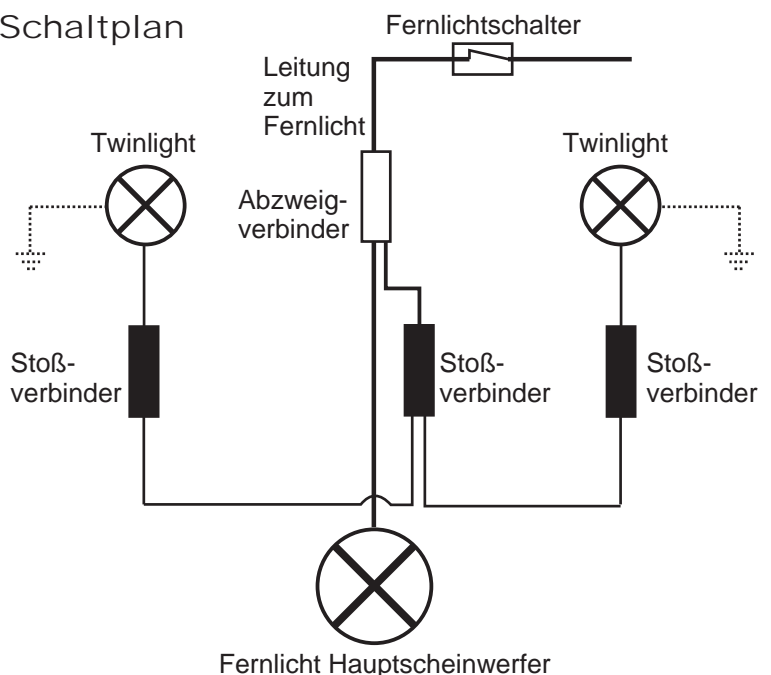 Schaltplan
Fernlichtschalter
Leitung
zum
Fernlicht
Twinlight
Twinlight
Abzweig-
verbinder
Stoß-
verbinder
Stoß-
verbinder
Stoß-
verbinder
Fernlicht Hauptscheinwerfer